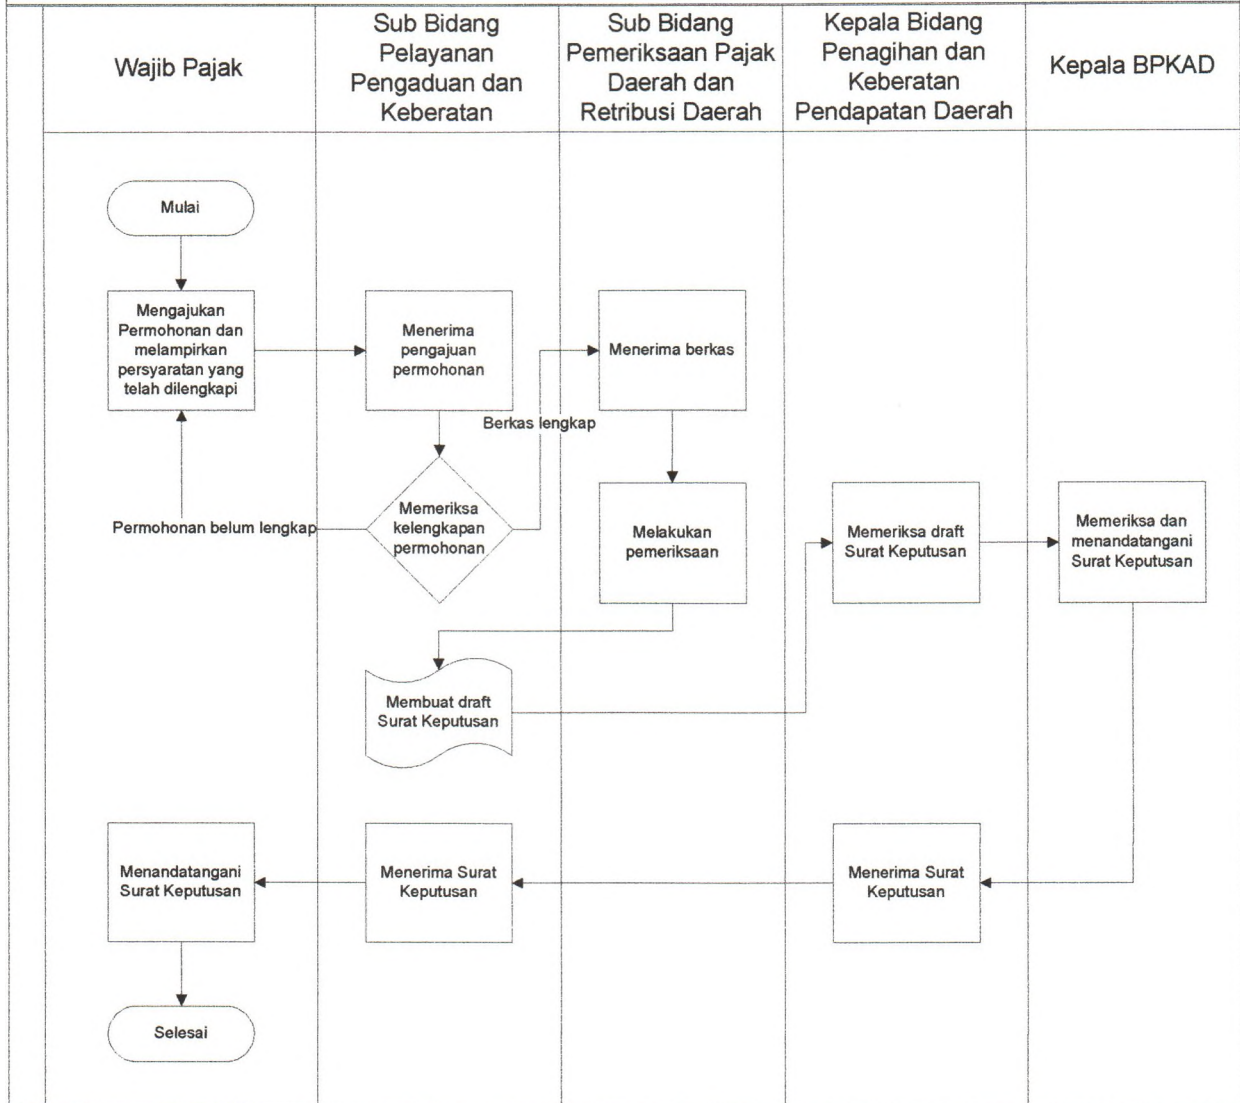 Wajib Pajak
Sub Bidang
Pelayanan
Pengaduan dan
Keberatan
Sub Bidang
Pemeriksaan Pajak
Daerah dan
Retribusi Daerah
Kepala Bidang
Penagihan dan
Keberatan
Pendapatan Daerah
Kepala BPKAD
Mulai
Mengajukan
Permohonan dan
melampirkan
persyaratan yang
telah dilengkapi
Menerima
pengajuan
permohonan
Menerima berkas
Berkas lengkap
Permohonan belum lengkap
Memeriksa
kelengkapan
permohonan
Melakukan
pemeriksaan
Memeriksa draft
Surat Keputusan
Memeriksa dan
menandatangani
Surat Keputusan
Membuat draft
Surat Keputusan
Menandatangani
Surat Keputusan
Menerima Surat
Keputusan
Menerima Surat
Keputusan
Selesai